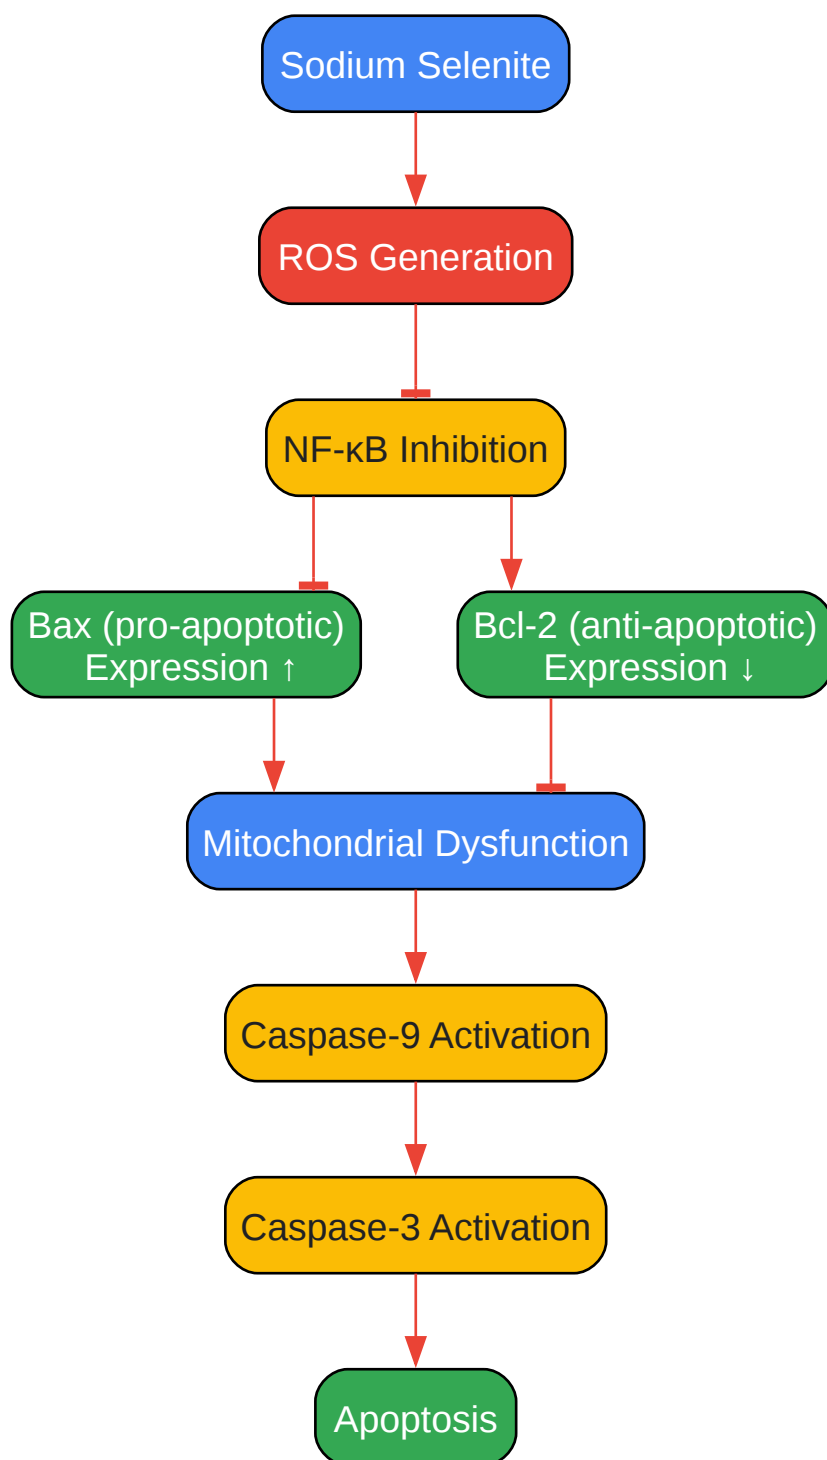 Sodium Selenite
ROS Generation
NF-κB Inhibition
Bax (pro-apoptotic)
Expression ↑
Bcl-2 (anti-apoptotic)
Expression ↓
Mitochondrial Dysfunction
Caspase-9 Activation
Caspase-3 Activation
Apoptosis